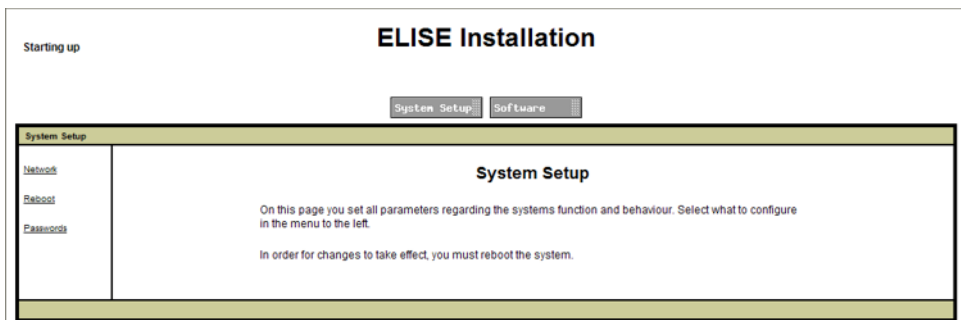 Starting up
ELISE Installation
System Setup
Software
System Setup
Network
Reboot
Passwords
System Setup
On this page you set all parameters regarding the systems function and behaviour. Select what to configure
in the menu to the left.
In order for changes to take effect, you must reboot the system.